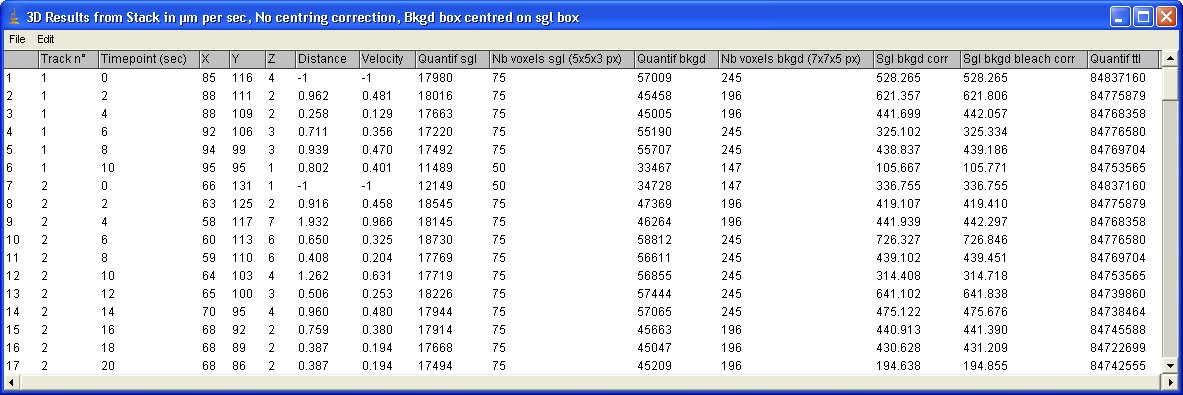 3D Results from Stack in µm per sec, No centring correction, Bkgd box centred on sgl box
File Edit
Track n° Timepoint (sec) X Y Z Distance Velocity Quantif sgl Nb voxels sgl (5x5x3 px) Quantif bkgd Nb voxels bkgd (7x7x5 px) Sgl bkgd corr Sgl bkgd bleach corr Quantif ttl
1 1 0 85 116 4 -1 -1 17980 75 57009 245 528.265 528.265 84837160
2 1 2 88 111 2 0.962 0.481 18016 75 45458 196 621.357 621.806 84775879
3 1 4 88 109 2 0.258 0.129 17663 75 45005 196 441.699 442.057 84768358
4 1 6 92 106 3 0.711 0.356 17220 75 55190 245 325.102 325.334 84776580
5 1 8 94 99 3 0.939 0.470 17492 75 55707 245 438.837 439.186 84769704
6 1 10 95 95 1 0.802 0.401 11489 50 33467 147 105.667 105.771 84753565
7 2 0 66 131 1 -1 -1 12149 50 34728 147 336.755 336.755 84837160
8 2 2 63 125 2 0.916 0.458 18545 75 47369 196 419.107 419.410 84775879
9 2 4 58 117 7 1.932 0.966 18145 75 46264 196 441.939 442.297 84768358
10 2 6 60 113 6 0.650 0.325 18730 75 58812 245 726.327 726.846 84776580
11 2 8 59 110 6 0.408 0.204 17769 75 56611 245 439.102 439.451 84769704
12 2 10 64 103 4 1.262 0.631 17719 75 56855 245 314.408 314.718 84753565
13 2 12 65 100 3 0.506 0.253 18226 75 57444 245 641.102 641.838 84739860
14 2 14 70 95 4 0.960 0.480 17944 75 57065 245 475.122 475.676 84738464
15 2 16 68 92 2 0.759 0.380 17914 75 45663 196 440.913 441.390 84745588
16 2 18 68 89 2 0.387 0.194 17668 75 45047 196 430.628 431.209 84722699
17 2 20 68 86 2 0.387 0.194 17494 75 45209 196 194.638 194.855 84742555